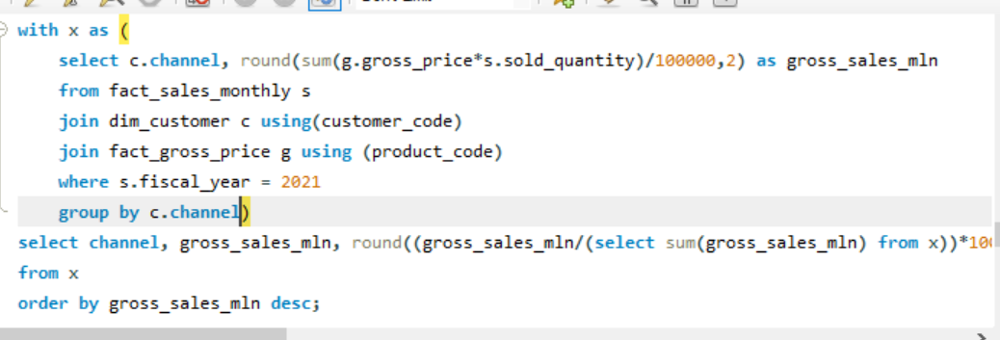 with x as (
select c.channel, round(sum(g.gross_price*s.sold_quantity)/100000,2) as gross_sales_mln
from fact_sales_monthly s
join dim_customer c using(customer_code)
join fact_gross_price g using (product_code)
where s.fiscal_year = 2021
group by c.channel)
select channel, gross_sales_mln, round((gross_sales_mln/(select sum(gross_sales_mln) from x))*10
from x
order by gross_sales_mln desc;